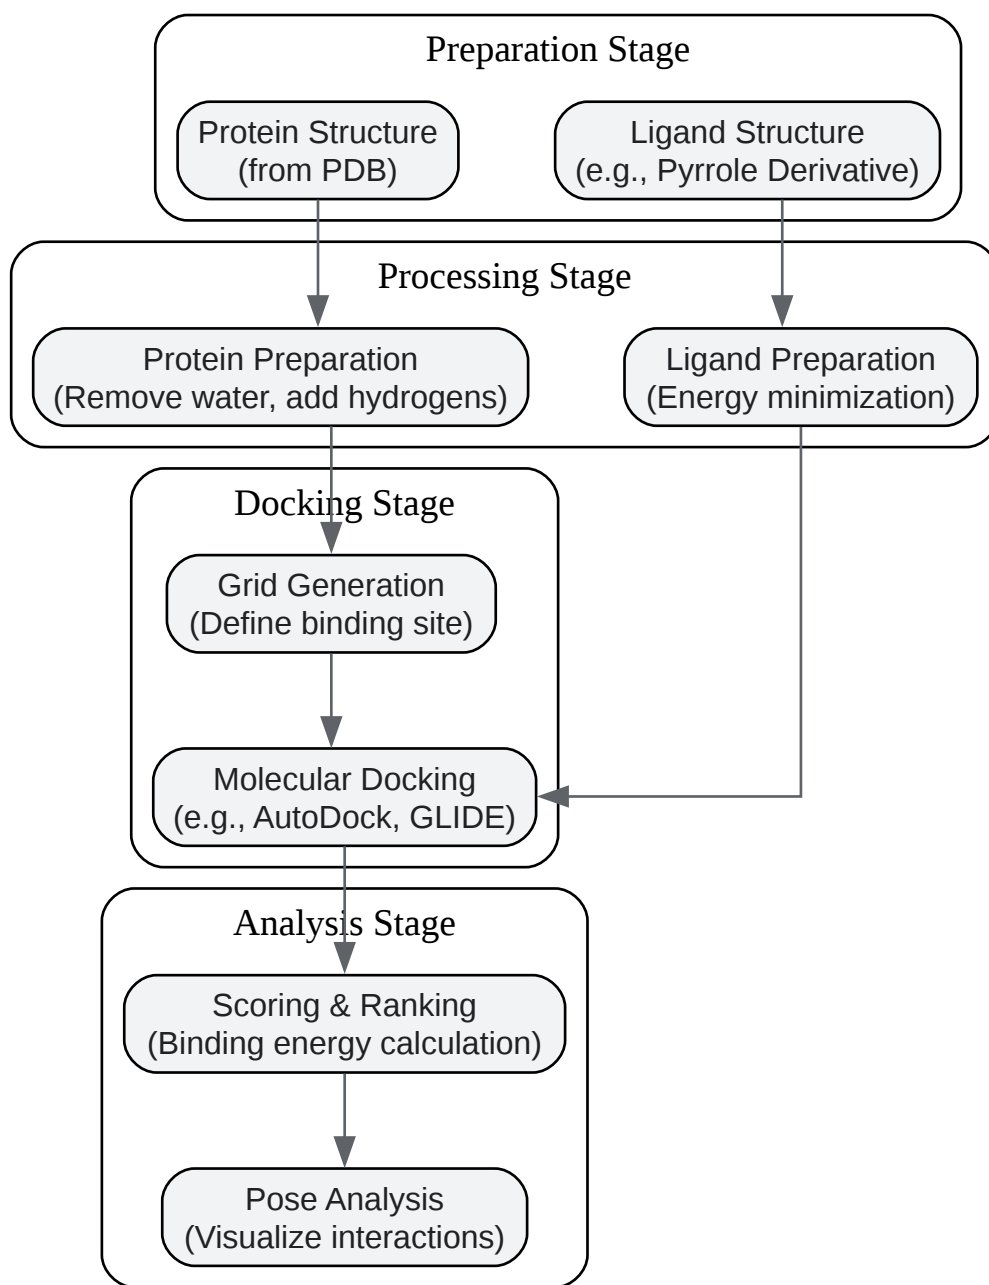 Preparation Stage
Protein Structure
(from PDB)
Ligand Structure
(e.g., Pyrrole Derivative)
Processing Stage
Protein Preparation
(Remove water, add hydrogens)
Ligand Preparation
(Energy minimization)
Docking Stage
Grid Generation
(Define binding site)
Molecular Docking
(e.g., AutoDock, GLIDE)
Analysis Stage
Scoring & Ranking
(Binding energy calculation)
Pose Analysis
(Visualize interactions)